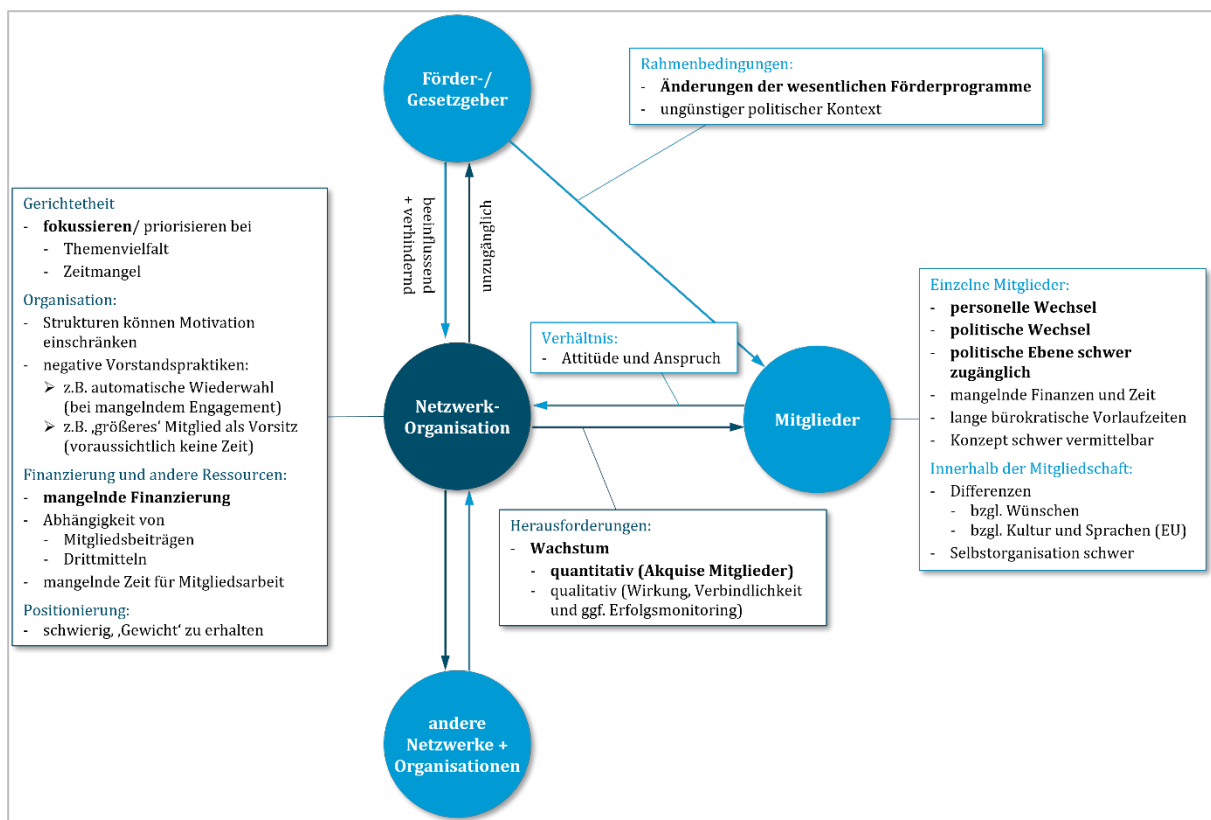 Förder-/
Gesetzgeber
Rahmenbedingungen:
- Änderungen der wesentlichen Förderprogramme
- ungünstiger politischer Kontext
beeinflussend
+ verhindernd
unzugänglich
Gerichtetheit
- fokussieren/ priorisieren bei
- Themenvielfalt
- Zeitmangel
Organisation:
- Strukturen können Motivation
einschränken
- negative Vorstandspraktiken:
➢ z.B. automatische Wiederwahl
(bei mangelndem Engagement)
➢ z.B. ‚größeres‘ Mitglied als Vorsitz
(voraussichtlich keine Zeit)
Finanzierung und andere Ressourcen:
- mangelnde Finanzierung
- Abhängigkeit von
- Mitgliedsbeiträgen
- Drittmitteln
- mangelnde Zeit für Mitgliedsarbeit
Positionierung:
- schwierig, ‚Gewicht‘ zu erhalten
Netzwerk-
Organisation
Verhältnis:
- Attitüde und Anspruch
Mitglieder
Einzelne Mitglieder:
- personelle Wechsel
- politische Wechsel
- politische Ebene schwer
zugänglich
- mangelnde Finanzen und Zeit
- lange bürokratische Vorlaufzeiten
- Konzept schwer vermittelbar
Innerhalb der Mitgliedschaft:
- Differenzen
- bzgl. Wünschen
- bzgl. Kultur und Sprachen (EU)
- Selbstorganisation schwer
Herausforderungen:
- Wachstum
- quantitativ (Akquise Mitglieder)
- qualitativ (Wirkung, Verbindlichkeit
und ggf. Erfolgsmonitoring)
andere
Netzwerke +
Organisationen